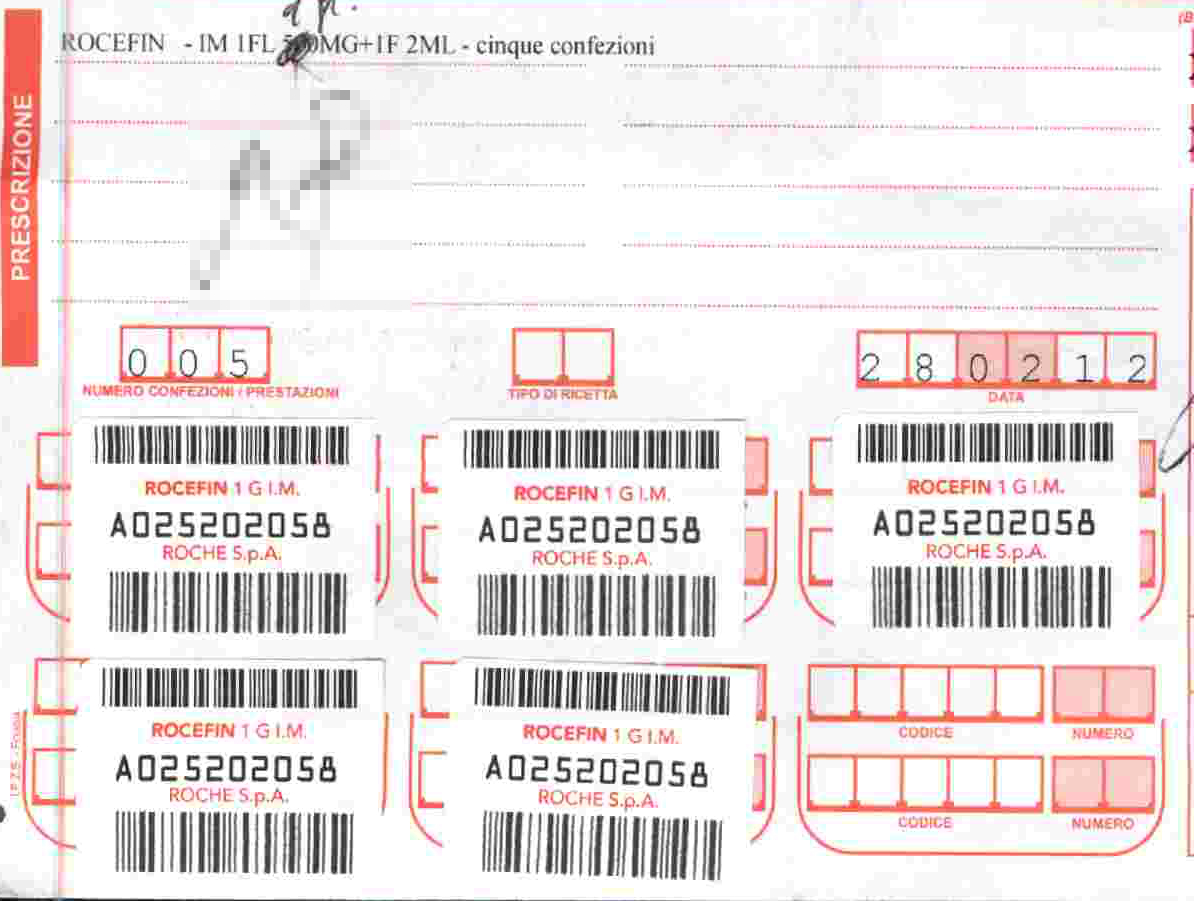 ROCEFIN - IM 1FL 500MG+1F 2ML - cinque confezioni
PRESCRIZIONE
0 0 5
NUMERO CONFEZIONI / PRESTAZIONI
TIPO DI RICETTA
2 8 0 2 1 2
DATA
ROCEFIN 1 G I.M.
A025202058
ROCHE S.p.A.
ROCEFIN 1 G I.M.
A025202058
ROCHE S.p.A.
ROCEFIN 1 G I.M.
A025202058
ROCHE S.p.A.
ROCEFIN 1 G I.M.
A025202058
ROCHE S.p.A.
ROCEFIN 1 G I.M.
A025202058
ROCHE S.p.A.
CODICE NUMERO
CODICE NUMERO